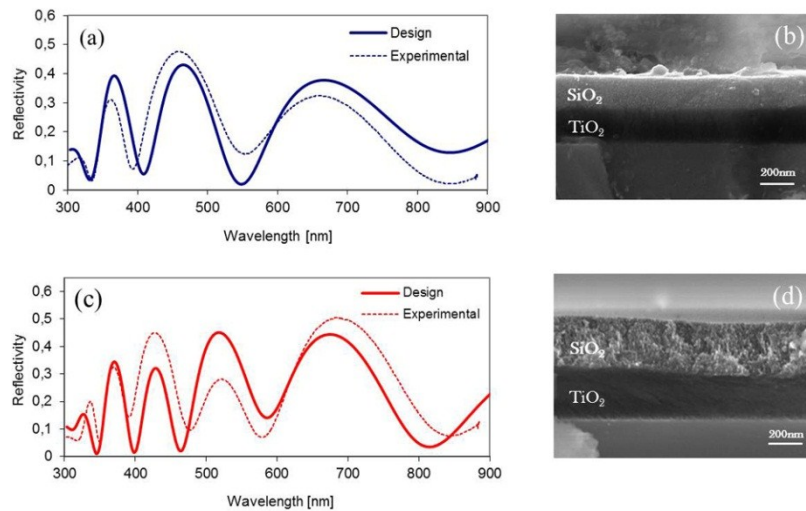 (a)
Design
Experimental
Reflectivity
0,6
0,5
0,4
0,3
0,2
0,1
0
300 400 500 600 700 800 900
Wavelength [nm]
(b)
SiO₂
TiO₂
200nm
(c)
Design
Experimental
Reflectivity
0,6
0,5
0,4
0,3
0,2
0,1
0
300 400 500 600 700 800 900
Wavelength [nm]
(d)
SiO₂
TiO₂
200nm